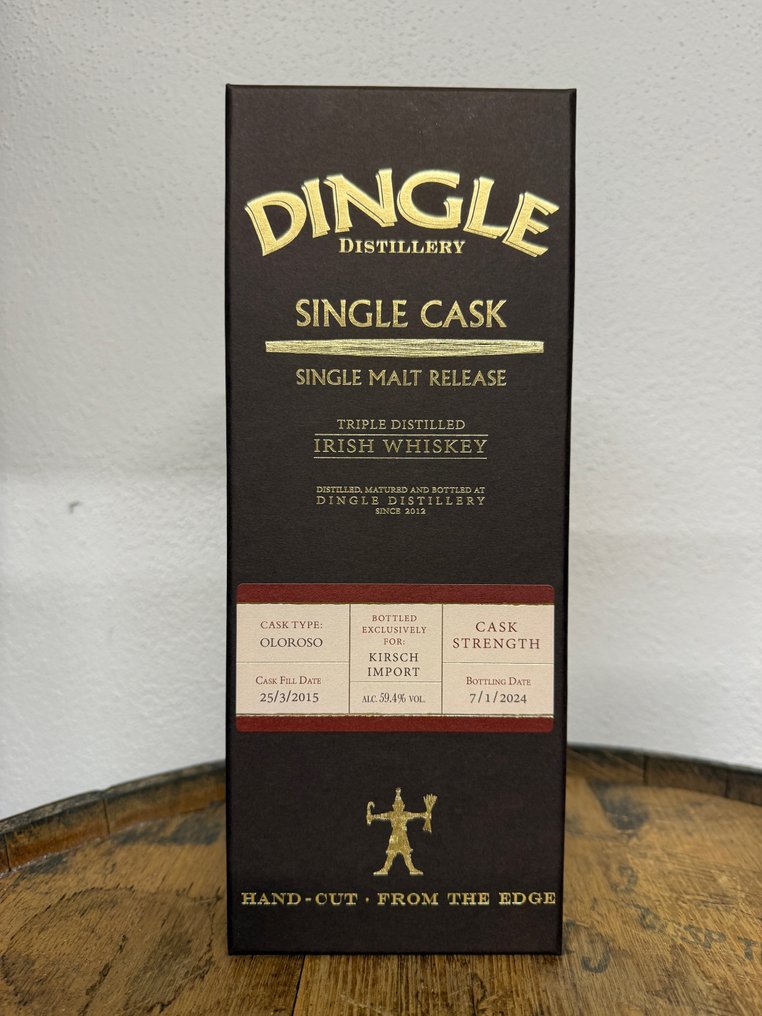 DINGLE
DISTILLERY
SINGLE CASK
SINGLE MALT RELEASE
TRIPLE DISTILLED
IRISH WHISKEY
DISTILLED, MATURED AND BOTTLED AT
DINGLE DISTILLERY
SINCE 2012
CASK TYPE:
OLOROSO
CASK FILL DATE
25/3/2015
BOTTLED
EXCLUSIVELY
FOR:
KIRSCH
IMPORT
ALC. 59.4% VOL.
CASK
STRENGTH
BOTTLING DATE
7/1/2024
HAND-CUT · FROM THE EDGE